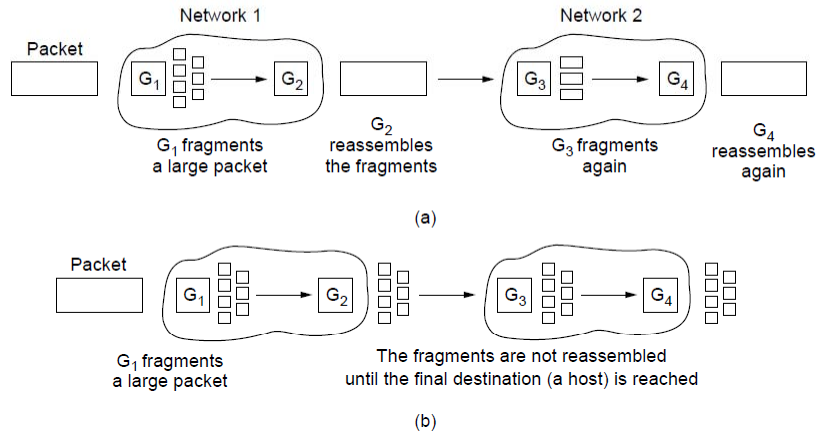 Network 1
Network 2
Packet
G1
G2
G3
G4
G1 fragments
a large packet
G2
reassembles
the fragments
G3 fragments
again
G4
reassembles
again
(a)
Packet
G1
G2
G3
G4
G1 fragments
a large packet
The fragments are not reassembled
until the final destination (a host) is reached
(b)